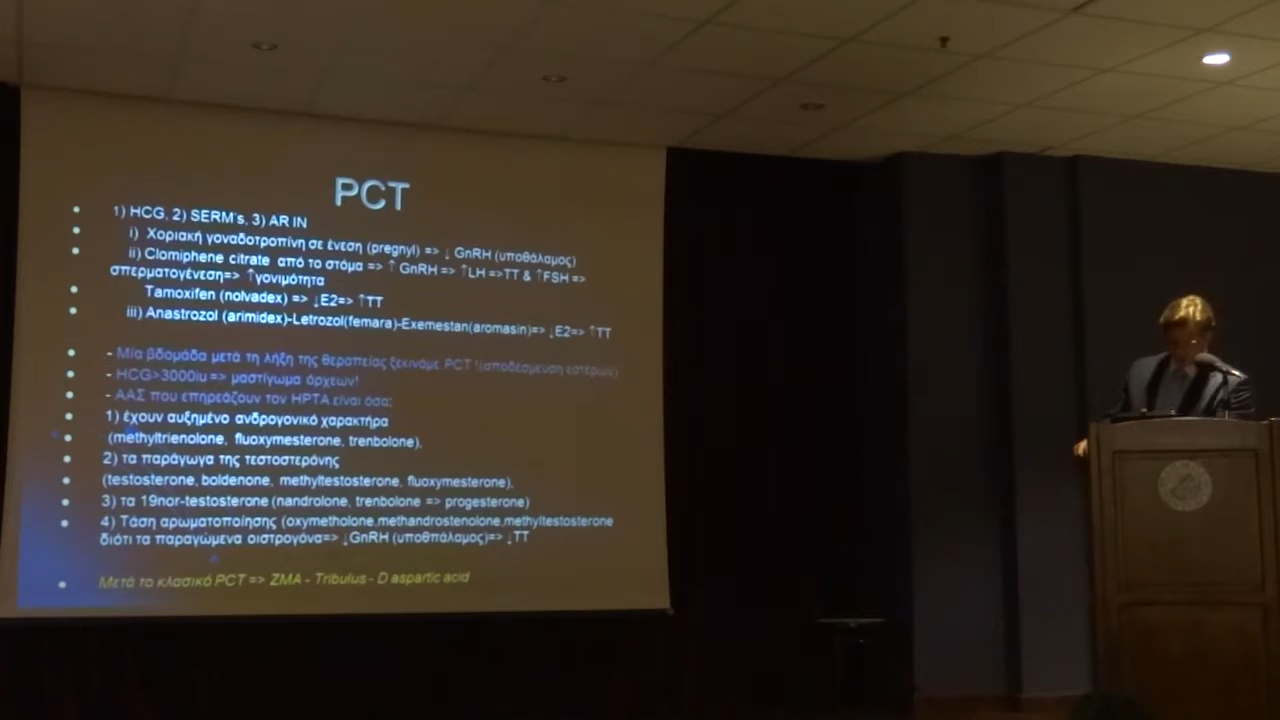 PCT
1) HCG, 2) SERM's, 3) AR IN
i) Χοριακή γοναδοτροπίνη σε ένεση (pregnyl) => ↓ GnRH (υποθάλαμος)
ii) Clomiphene citrate από το στόμα => ↑ GnRH => ↑LH =>TT & ↑FSH =>
σπερματογένεση=> ↑γονιμότητα
Tamoxifen (nolvadex) => ↓E2=> ↑TT
iii) Anastrozol (arimidex)-Letrozol(femara)-Exemestan(aromasin)=> ↓E2=> ↑TT
- Μία βδομάδα μετά τη λήξη της θεραπείας ξεκινάμε PCT !(αποδέσμευση εστέρων)
- HCG>3000iu => μαστίγωμα όρχεων!
- ΑΑΣ που επηρεάζουν τον HPTA είναι όσα:
1) έχουν αυξημένο ανδρογονικό χαρακτήρα
(methyltrienolone, fluoxymesterone, trenbolone),
2) τα παράγωγα της τεστοστερόνης
(testosterone, boldenone, methyltestosterone, fluoxymesterone),
3) τα 19nor-testosterone (nandrolone, trenbolone => progesterone)
4) Τάση αρωματοποίησης (oxymetholone,methandrostenolone,methyltestosterone
διότι τα παραγώμενα οιστρογόνα=> ↓GnRH (υποθπάλαμος)=> ↓TT
Μετά το κλασικό PCT => ZMA - Tribulus - D aspartic acid